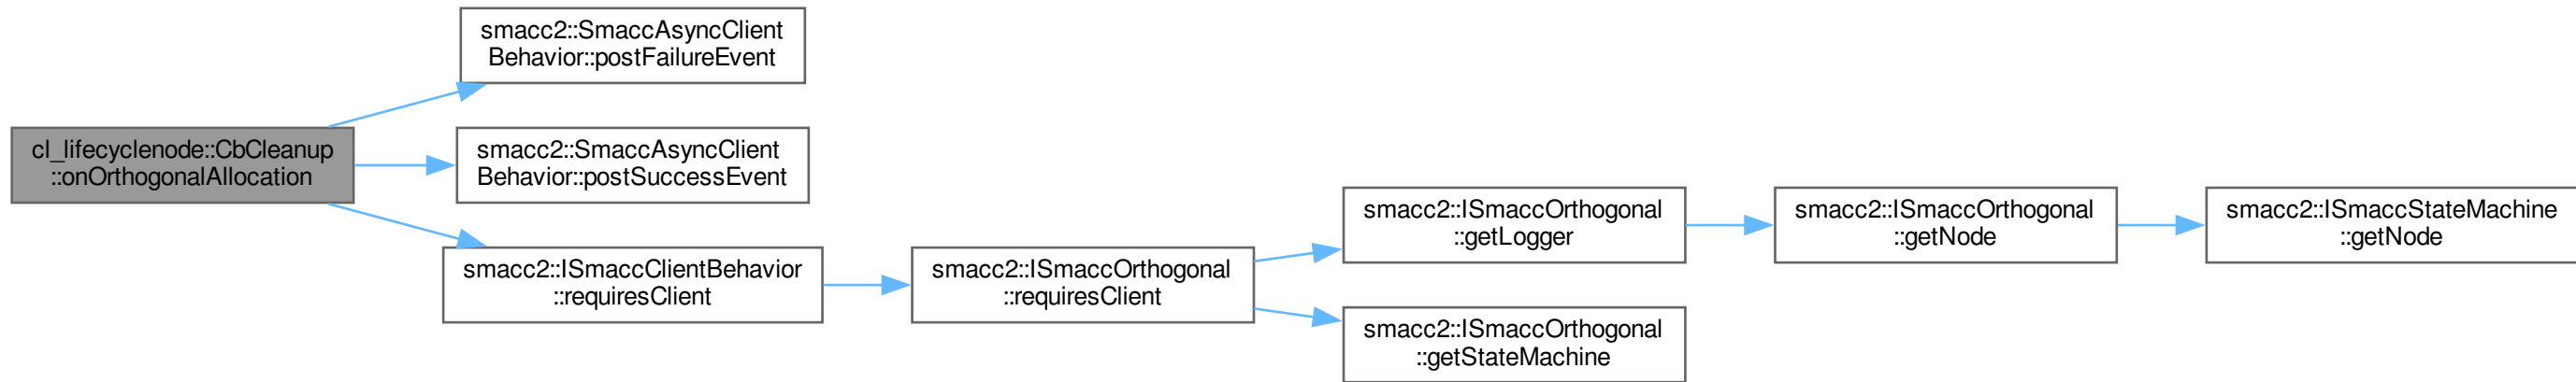 smacc2::SmaccAsyncClient
Behavior::postFailureEvent
cl_lifecyclenode::CbCleanup
::onOrthogonalAllocation
smacc2::SmaccAsyncClient
Behavior::postSuccessEvent
smacc2::ISmaccClientBehavior
::requiresClient
smacc2::ISmaccOrthogonal
::requiresClient
smacc2::ISmaccOrthogonal
::getLogger
smacc2::ISmaccOrthogonal
::getNode
smacc2::ISmaccStateMachine
::getNode
smacc2::ISmaccOrthogonal
::getStateMachine